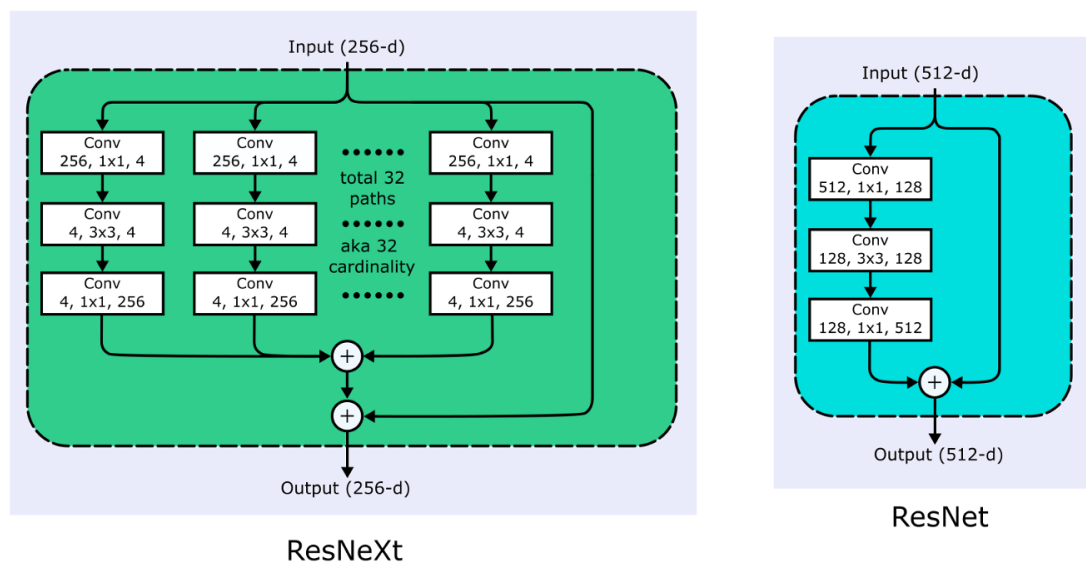 Input (256-d)
Conv
256, 1x1, 4
Conv
256, 1x1, 4
Conv
256, 1x1, 4
total 32
paths
Conv
4, 3x3, 4
Conv
4, 3x3, 4
Conv
4, 3x3, 4
aka 32
cardinality
Conv
4, 1x1, 256
Conv
4, 1x1, 256
Conv
4, 1x1, 256
+
+
Output (256-d)
ResNeXt
Input (512-d)
Conv
512, 1x1, 128
Conv
128, 3x3, 128
Conv
128, 1x1, 512
+
Output (512-d)
ResNet